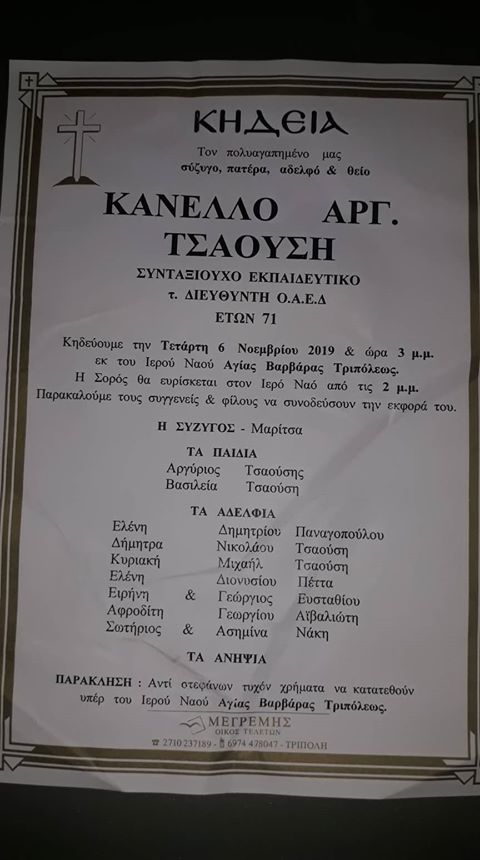 ΚΗΔΕΙΑ
Τον πολυαγαπημένο μας
σύζυγο, πατέρα, αδελφό & θείο
ΚΑΝΕΛΛΟ ΑΡΓ.
ΤΣΑΟΥΣΗ
ΣΥΝΤΑΞΙΟΥΧΟ ΕΚΠΑΙΔΕΥΤΙΚΟ
τ. ΔΙΕΥΘΥΝΤΗ Ο.Α.Ε.Δ
ΕΤΩΝ 71
Κηδεύουμε την Τετάρτη 6 Νοεμβρίου 2019 & ώρα 3 μ.μ.
εκ του Ιερού Ναού Αγίας Βαρβάρας Τριπόλεως.
Η Σορός θα ευρίσκεται στον Ιερό Ναό από τις 2 μ.μ.
Παρακαλούμε τους συγγενείς & φίλους να συνοδεύσουν την εκφορά του.
Η ΣΥΖΥΓΟΣ - Μαρίτσα
ΤΑ ΠΑΙΔΙΑ
Αργύριος Τσαούσης
Βασιλεία Τσαούση
ΤΑ ΑΔΕΛΦΙΑ
Ελένη Δημητρίου Παναγοπούλου
Δήμητρα Νικολάου Τσαούση
Κυριακή Μιχαήλ Τσαούση
Ελένη Διονυσίου Πέττα
Ειρήνη & Γεώργιος Ευσταθίου
Αφροδίτη Γεωργίου Αϊβαλιώτη
Σωτήριος & Ασημίνα Νάκη
ΤΑ ΑΝΗΨΙΑ
ΠΑΡΑΚΛΗΣΗ : Αντί στεφάνων τυχόν χρήματα να κατατεθούν
υπέρ του Ιερού Ναού Αγίας Βαρβάρας Τριπόλεως.
ΜΕΓΡΕΜΗΣ
ΟΙΚΟΣ ΤΕΛΕΤΩΝ
☎ 2710 237189 - 📱 6974 478047 - ΤΡΙΠΟΛΗ